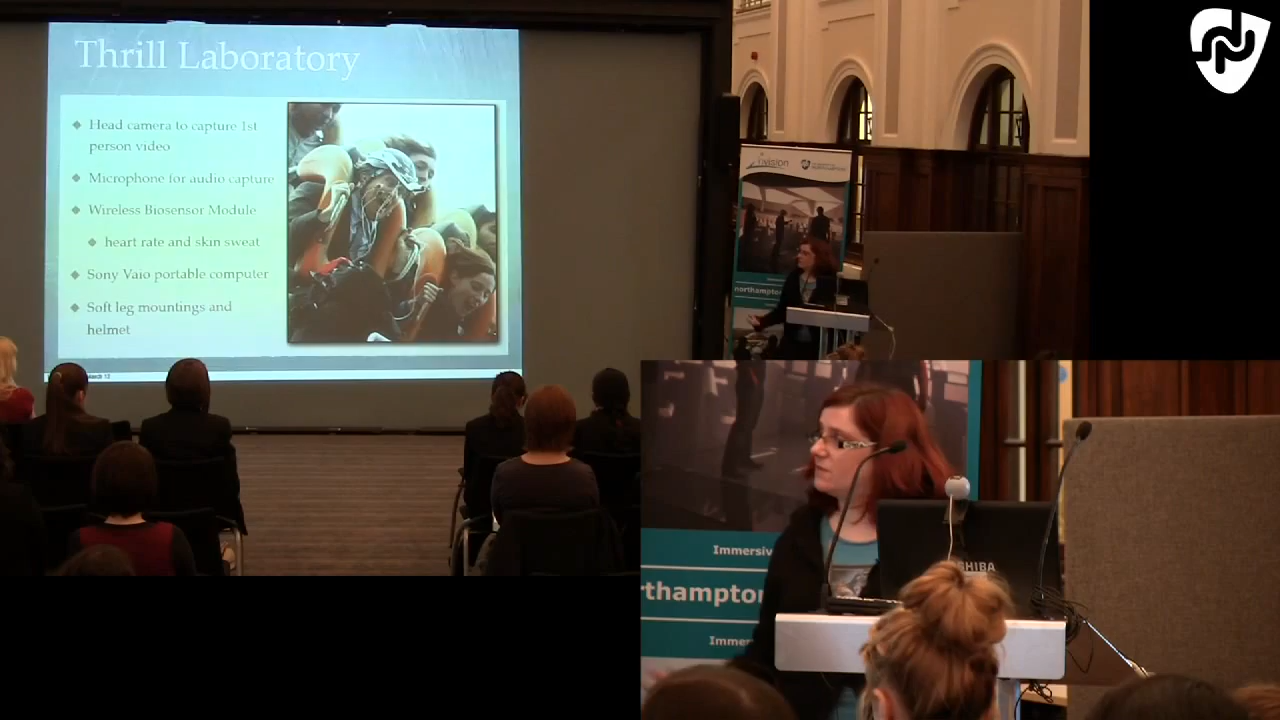 Thrill Laboratory
Head camera to capture 1st
person video
Microphone for audio capture
Wireless Biosensor Module
heart rate and skin sweat
Sony Vaio portable computer
Soft leg mountings and
helmet
northampton
Immersiv
rthampton
Immer
SHIBA